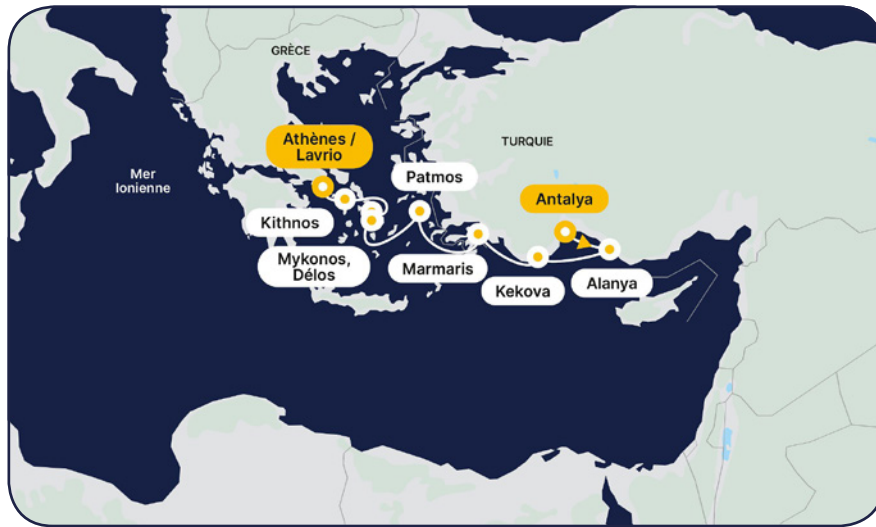 GRÈCE
Athènes /
Lavrio
TURQUIE
Mer
Ionienne
Patmos
Antalya
Kithnos
Mykonos,
Délos
Marmaris
Kekova
Alanya